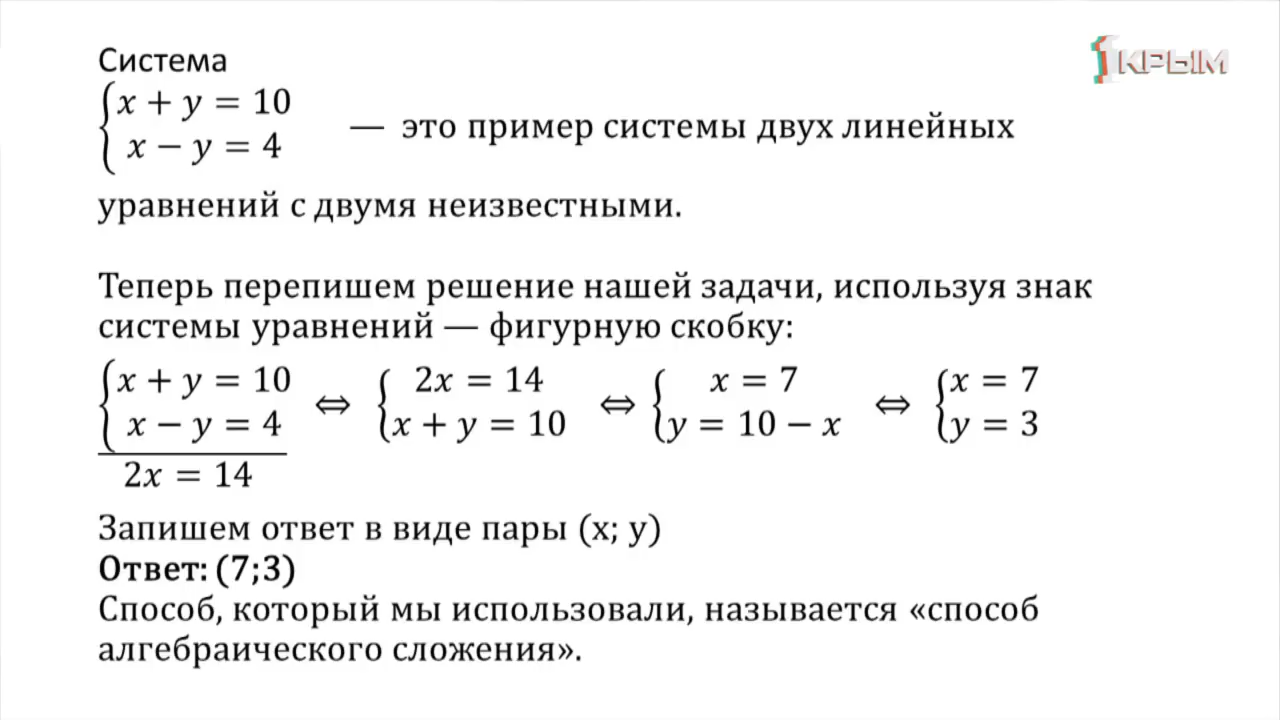 Система
1 КРЫМ
{x + y = 10
x − y = 4 — это пример системы двух линейных
уравнений с двумя неизвестными.
Теперь перепишем решение нашей задачи, используя знак
системы уравнений — фигурную скобку:
{x + y = 10 ⇔ {2x = 14 ⇔ {x = 7 ⇔ {x = 7
x − y = 4 x + y = 10 y = 10 − x y = 3
2x = 14
Запишем ответ в виде пары (x; y)
Ответ: (7;3)
Способ, который мы использовали, называется «способ
алгебраического сложения».